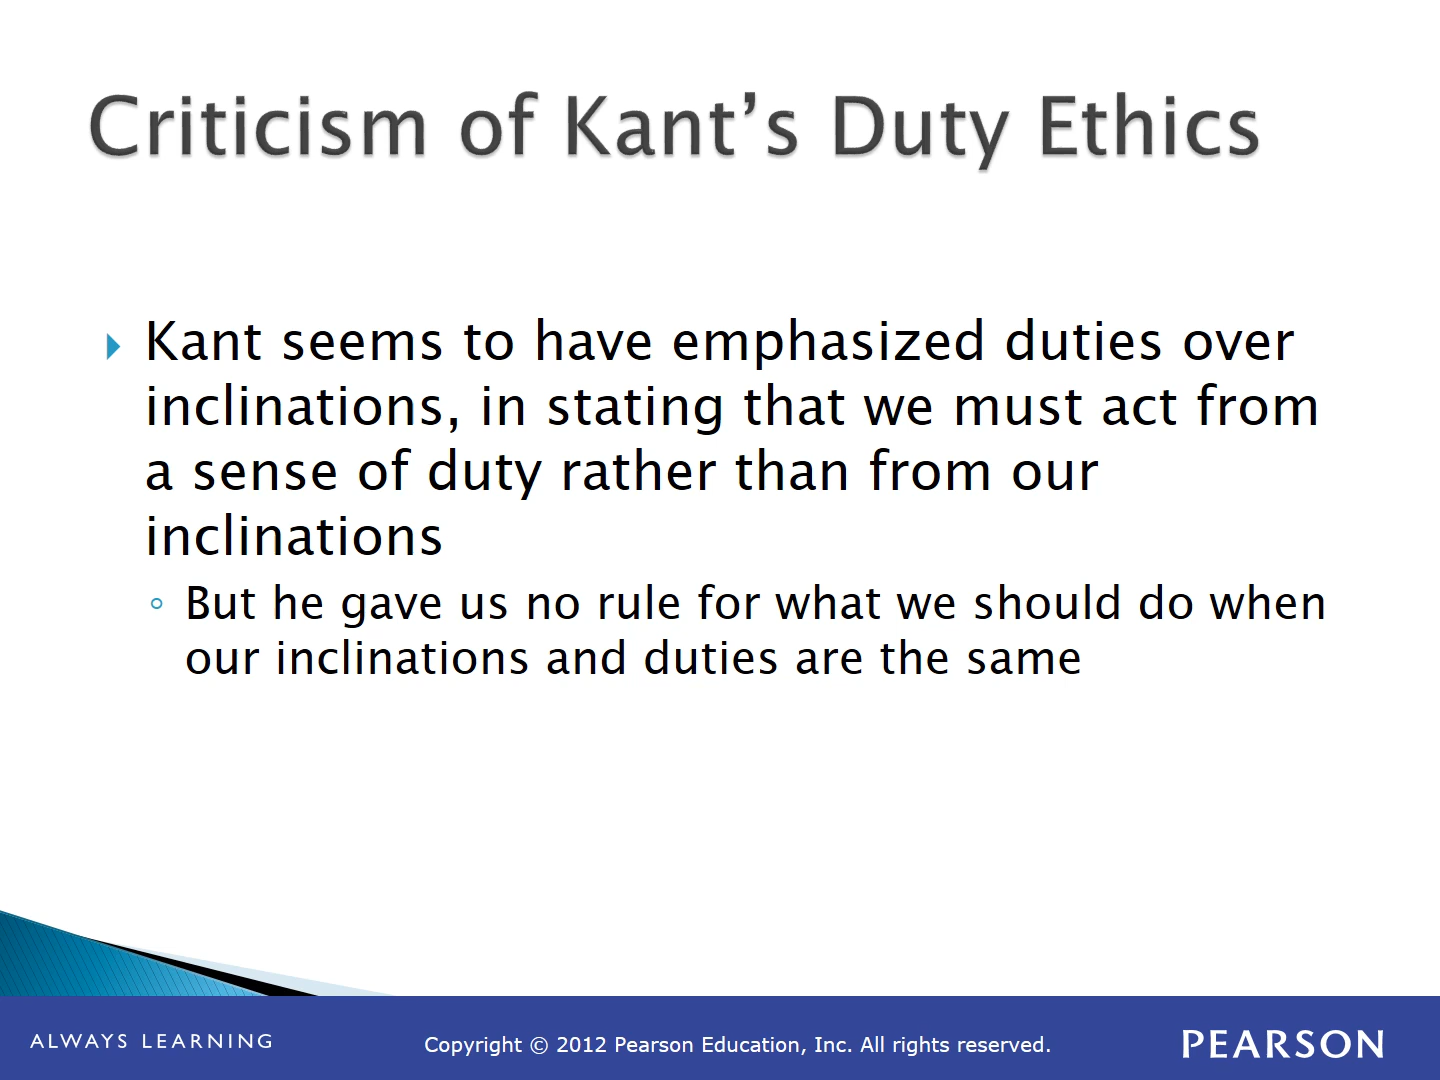 Criticism of Kant’s Duty Ethics
Kant seems to have emphasized duties over
inclinations, in stating that we must act from
a sense of duty rather than from our
inclinations
But he gave us no rule for what we should do when
our inclinations and duties are the same
ALWAYS LEARNING
Copyright © 2012 Pearson Education, Inc. All rights reserved.
PEARSON